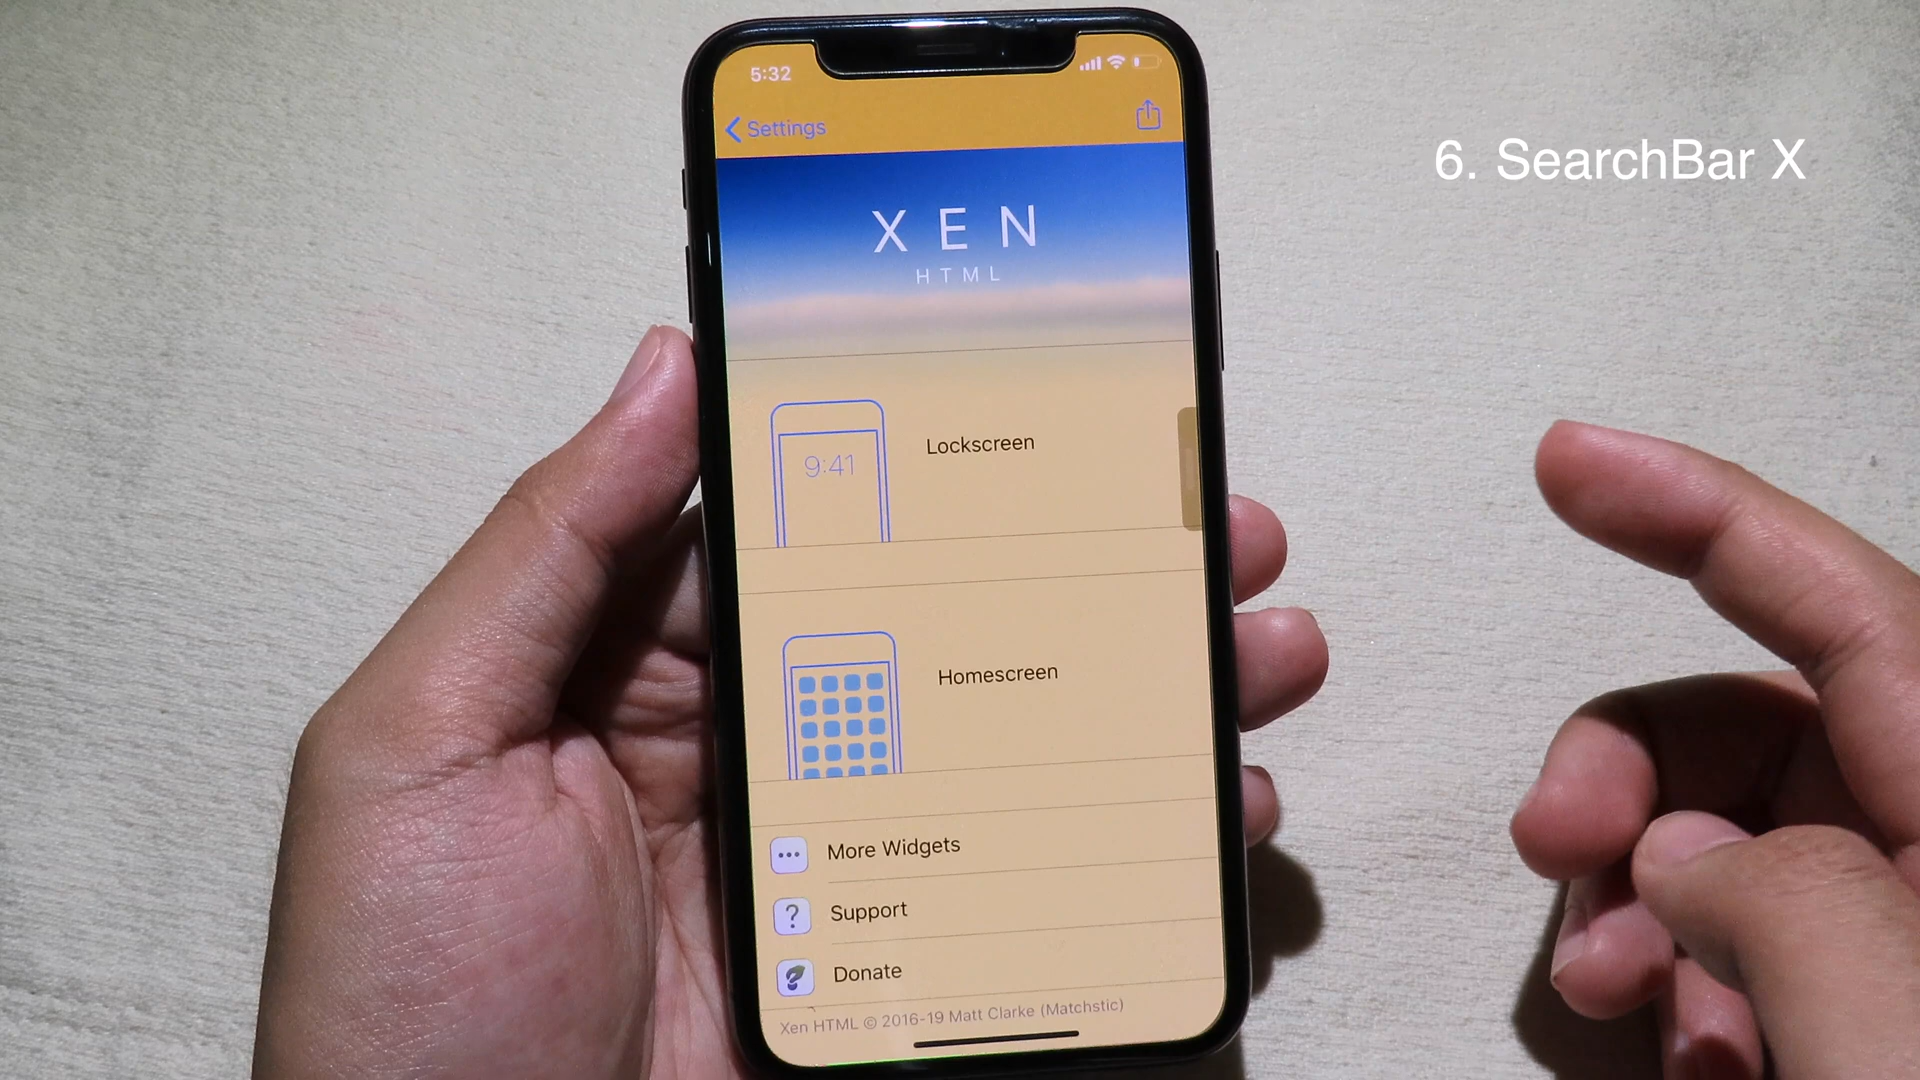 5:32
Settings
6. SearchBar X
XEN
HTML
9:41
Lockscreen
Homescreen
More Widgets
?
Support
Donate
Xen HTML © 2016-19 Matt Clarke (Matchstic)